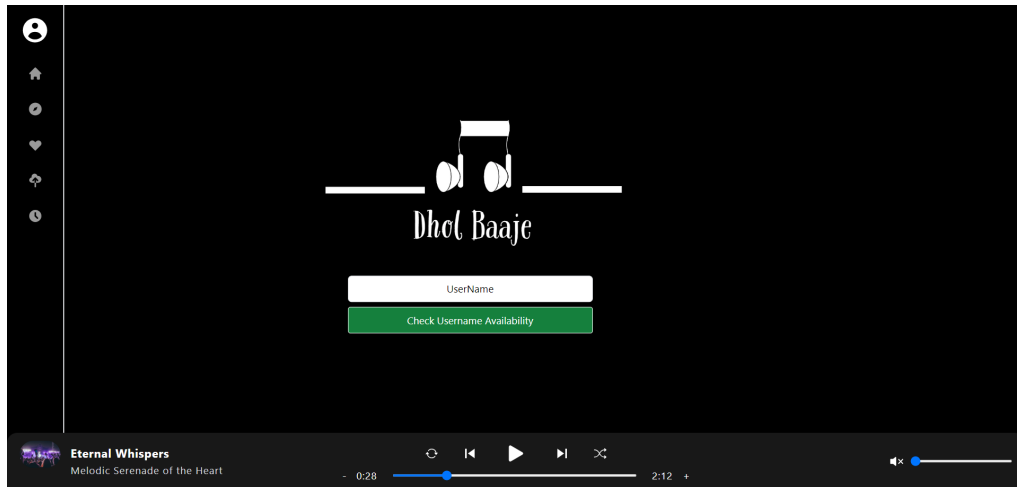 Dhol Baaje
UserName
Check Username Availability
Eternal Whispers
Melodic Serenade of the Heart
- 0:28
2:12 +